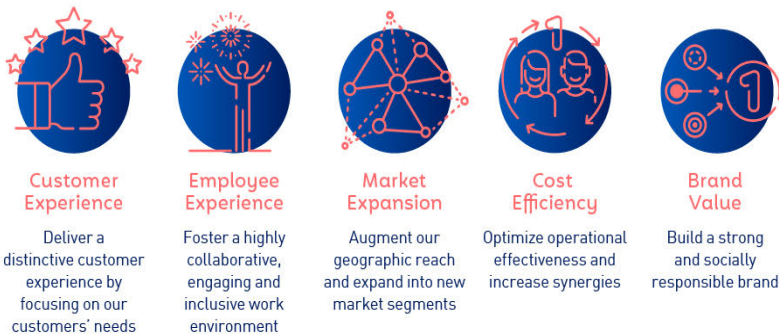 Customer
Experience
Deliver a
distinctive customer
experience by
focusing on our
customers' needs
Employee
Experience
Foster a highly
collaborative,
engaging and
inclusive work
environment
Market
Expansion
Augment our
geographic reach
and expand into new
market segments
Cost
Efficiency
Optimize operational
effectiveness and
increase synergies
Brand
Value
Build a strong
and socially
responsible brand